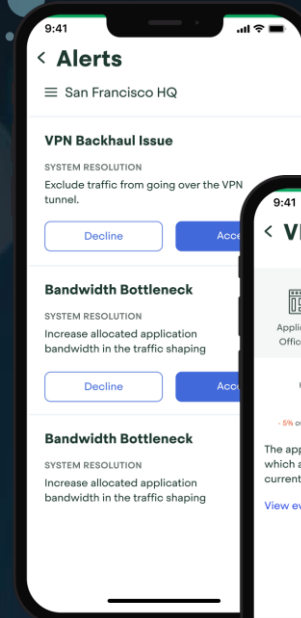 9:41
Alerts
San Francisco HQ
VPN Backhaul Issue
SYSTEM RESOLUTION
Exclude traffic from going over the VPN
tunnel.
Decline
Bandwidth Bottleneck
SYSTEM RESOLUTION
Increase allocated application
bandwidth in the traffic shaping
Decline
Bandwidth Bottleneck
SYSTEM RESOLUTION
Increase allocated application
bandwidth in the traffic shaping
9:41
The app
which a
current
View ev